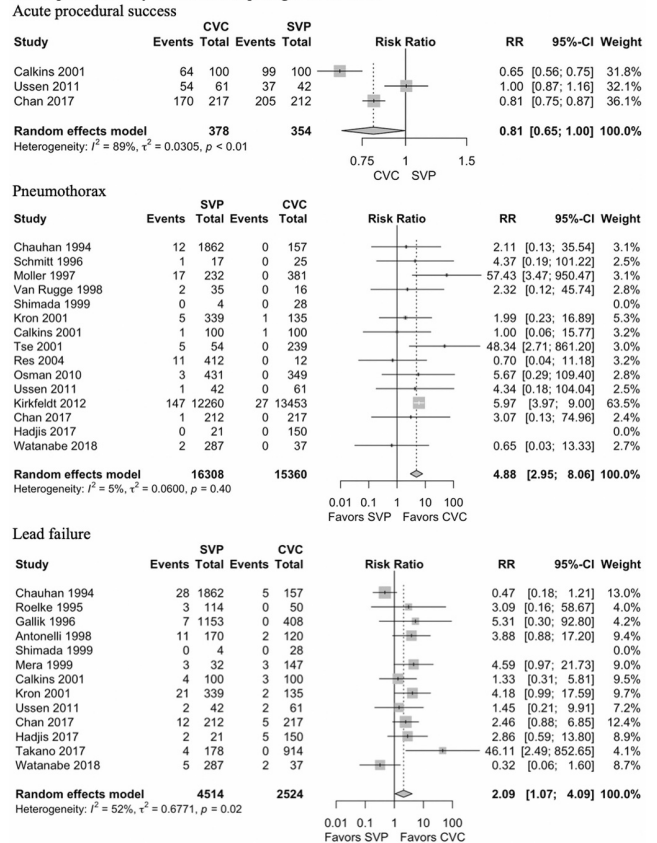 Acute procedural success
CVC SVP
Study Events Total Events Total Risk Ratio RR 95%-CI Weight
Calkins 2001 64 100 99 100 0.65 [0.56; 0.75] 31.8%
Ussen 2011 54 61 37 42 1.00 [0.87; 1.16] 32.1%
Chan 2017 170 217 205 212 0.81 [0.75; 0.87] 36.1%
Random effects model 378 354 0.81 [0.65; 1.00] 100.0%
Heterogeneity: I² = 89%, τ² = 0.0305, p < 0.01
0.75 1 1.5
CVC SVP
Pneumothorax
SVP CVC
Study Events Total Events Total Risk Ratio RR 95%-CI Weight
Chauhan 1994 12 1862 0 157 2.11 [0.13; 35.54] 3.1%
Schmitt 1996 1 17 0 25 4.37 [0.19; 101.22] 2.5%
Moller 1997 17 232 0 381 57.43 [3.47; 950.47] 3.1%
Van Rugge 1998 2 35 0 16 2.32 [0.12; 45.74] 2.8%
Shimada 1999 0 4 0 28 0.0%
Kron 2001 5 339 1 135 1.99 [0.23; 16.89] 5.3%
Calkins 2001 1 100 1 100 1.00 [0.06; 15.77] 3.2%
Tse 2001 5 54 0 239 48.34 [2.71; 861.20] 3.0%
Res 2004 11 412 0 12 0.70 [0.04; 11.18] 3.2%
Osman 2010 3 431 0 349 5.67 [0.29; 109.40] 2.8%
Ussen 2011 1 42 0 61 4.34 [0.18; 104.04] 2.5%
Kirkfeldt 2012 147 12260 27 13453 5.97 [3.97; 9.00] 63.5%
Chan 2017 1 212 0 217 3.07 [0.13; 74.96] 2.4%
Hadjis 2017 0 21 0 150 0.0%
Watanabe 2018 2 287 0 37 0.65 [0.03; 13.33] 2.7%
Random effects model 16308 15360 4.88 [2.95; 8.06] 100.0%
Heterogeneity: I² = 5%, τ² = 0.0600, p = 0.40
0.01 0.1 1 10 100
Favors SVP Favors CVC
Lead failure
SVP CVC
Study Events Total Events Total Risk Ratio RR 95%-CI Weight
Chauhan 1994 28 1862 5 157 0.47 [0.18; 1.21] 13.0%
Roelke 1995 3 114 0 50 3.09 [0.16; 58.67] 4.0%
Gallik 1996 7 1153 0 408 5.31 [0.30; 92.80] 4.2%
Antonelli 1998 11 170 2 120 3.88 [0.88; 17.20] 9.4%
Shimada 1999 0 4 0 28 0.0%
Mera 1999 3 32 3 147 4.59 [0.97; 21.73] 9.0%
Calkins 2001 4 100 3 100 1.33 [0.31; 5.81] 9.5%
Kron 2001 21 339 2 135 4.18 [0.99; 17.59] 9.7%
Ussen 2011 2 42 2 61 1.45 [0.21; 9.91] 7.2%
Chan 2017 12 212 5 217 2.46 [0.88; 6.85] 12.4%
Hadjis 2017 2 21 5 150 2.86 [0.59; 13.80] 8.9%
Takano 2017 4 178 0 914 46.11 [2.49; 852.65] 4.1%
Watanabe 2018 5 287 2 37 0.32 [0.06; 1.60] 8.7%
Random effects model 4514 2524 2.09 [1.07; 4.09] 100.0%
Heterogeneity: I² = 52%, τ² = 0.6771, p = 0.02
0.01 0.1 1 10 100
Favors SVP Favors CVC